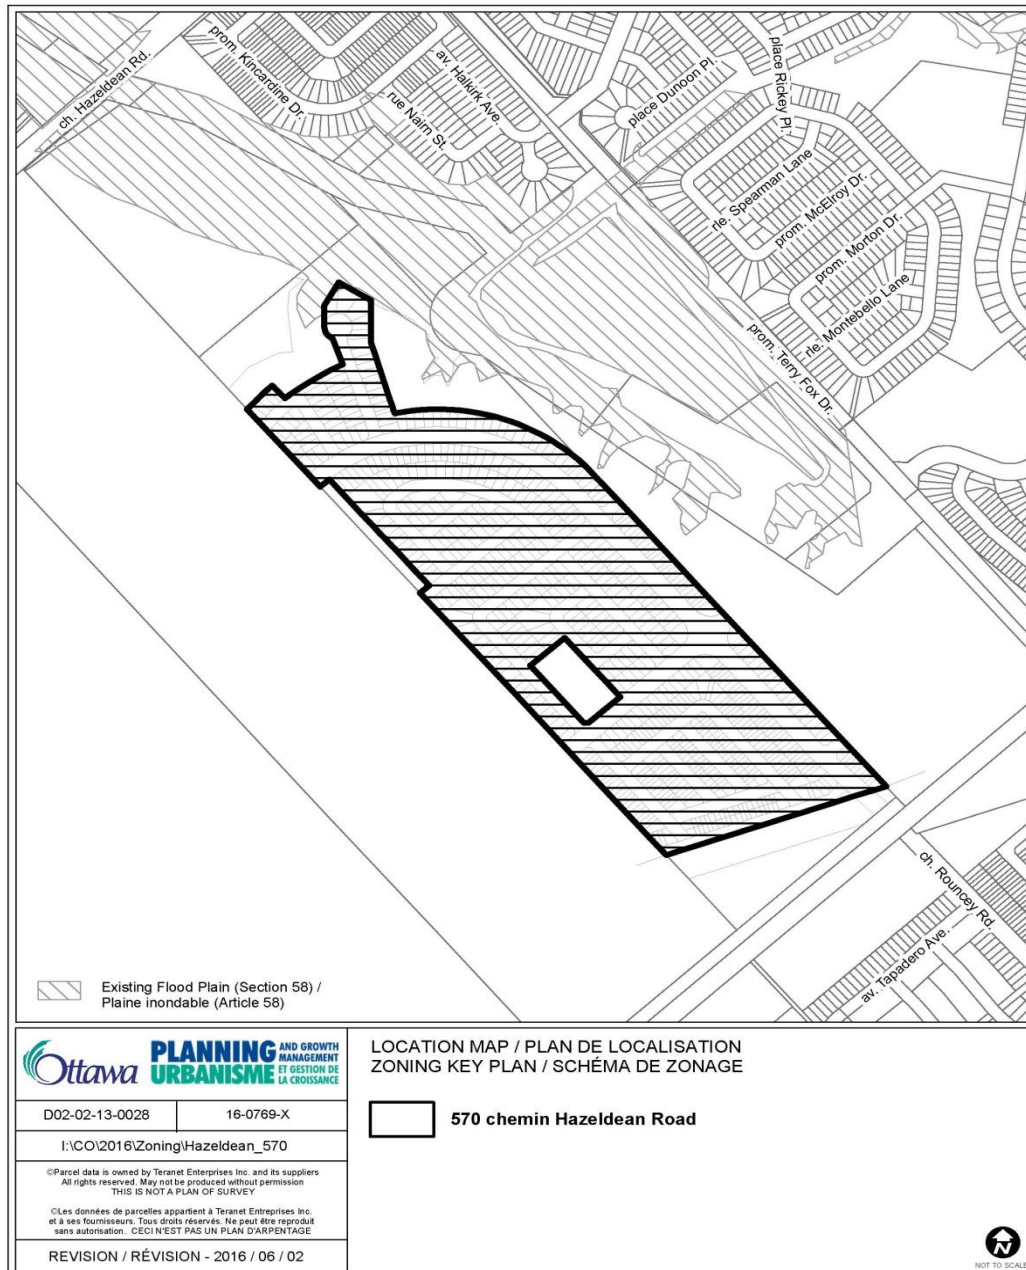 ch. Hazeldean Rd.
prom. Kincardine Dr.
av. Halkirk Ave.
rue Nairn St.
place Dunoon Pl.
place Rickey Pl.
rle. Spearman Lane
prom. McElroy Dr.
prom. Morton Dr.
rle. Montebello Lane
prom. Terry Fox Dr.
ch. Rouncey Rd.
av. Tapadero Ave.
Existing Flood Plain (Section 58) /
Plaine inondable (Article 58)
Ottawa
PLANNING AND GROWTH MANAGEMENT
URBANISME ET GESTION DE LA CROISSANCE
D02-02-13-0028
16-0769-X
I:\CO\2016\Zoning\Hazeldean_570
©Parcel data is owned by Teranet Enterprises Inc. and its suppliers
All rights reserved. May not be produced without permission
THIS IS NOT A PLAN OF SURVEY
©Les données de parcelles appartient à Teranet Enterprises Inc.
et à ses fournisseurs. Tous droits réservés. Ne peut être reproduit
sans autorisation. CECI N'EST PAS UN PLAN D'ARPENTAGE
REVISION / RÉVISION - 2016 / 06 / 02
LOCATION MAP / PLAN DE LOCALISATION
ZONING KEY PLAN / SCHÉMA DE ZONAGE
570 chemin Hazeldean Road
N
NOT TO SCALE